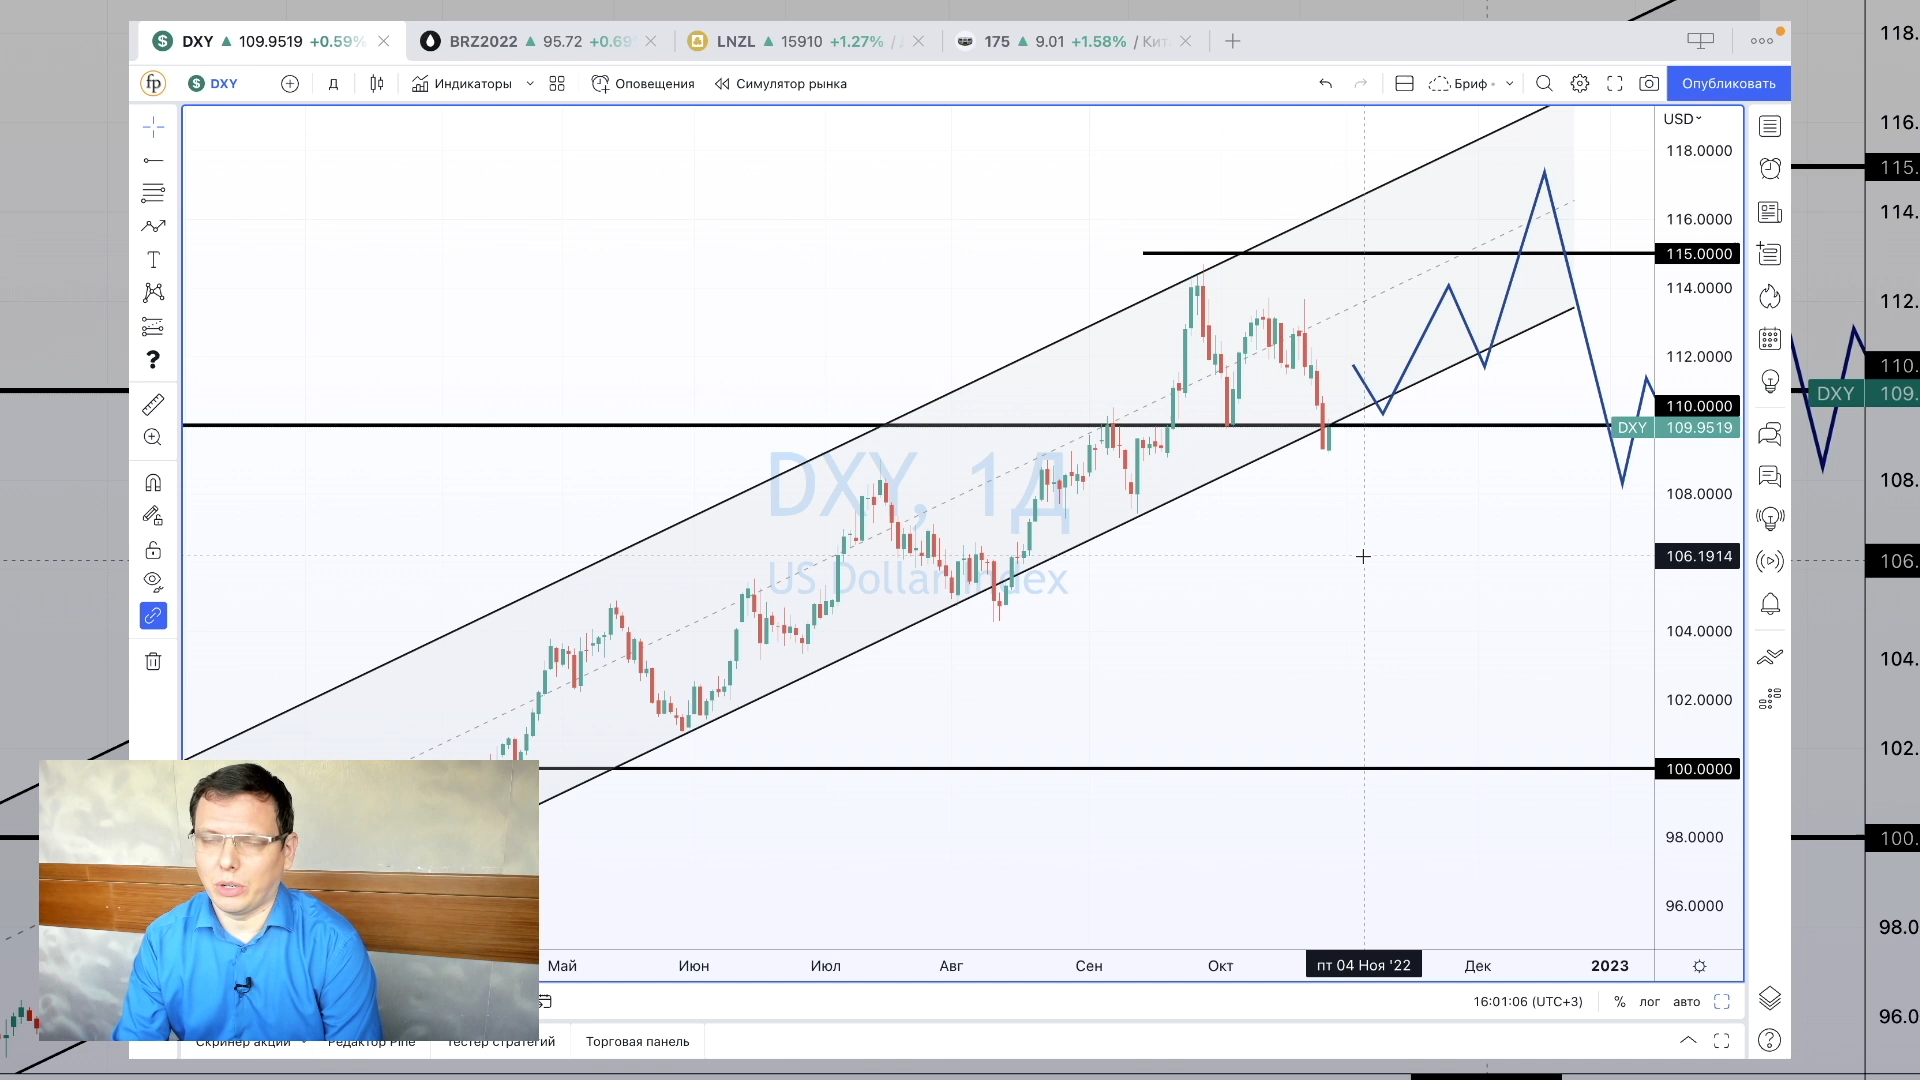 DXY 109.9519 +0.59%
BRZ2022 95.72 +0.69
LNZL 15910 +1.27% /
175 9.01 +1.58% / Кит
fp
$ DXY
Д
Индикаторы
Оповещения
Симулятор рынка
Бриф
Опубликовать
USD
118.0000
116.0000
115.0000
114.0000
112.0000
110.0000
DXY 109.9519
108.0000
106.1914
104.0000
102.0000
100.0000
98.0000
96.0000
DXY, 1Д
US Dollar Index
Май
Июн
Июл
Авг
Сен
Окт
пт 04 Ноя '22
Дек
2023
16:01:06 (UTC+3)
%
лог
авто
Скринер акций
Редактор Pine
Тестер стратегий
Торговая панель
118.
116.
115.
114.
112.
110.
DXY 109.
108.
106.
104.
102.
100.
98.0
96.0